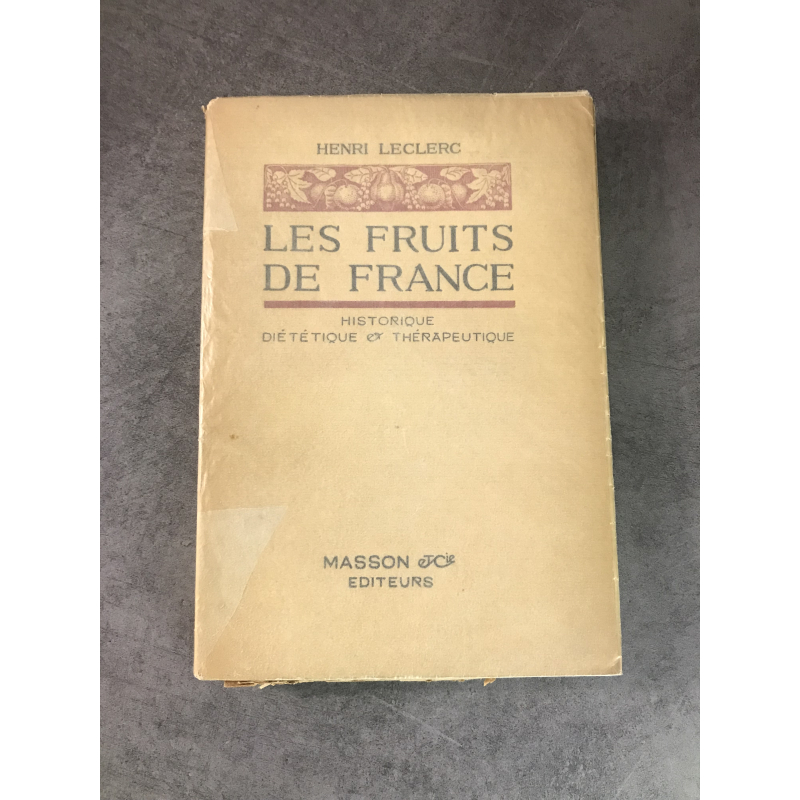 HENRI LECLERC
LES FRUITS
DE FRANCE
HISTORIQUE
DIÉTÉTIQUE & THÉRAPEUTIQUE
MASSON & Cie
EDITEURS